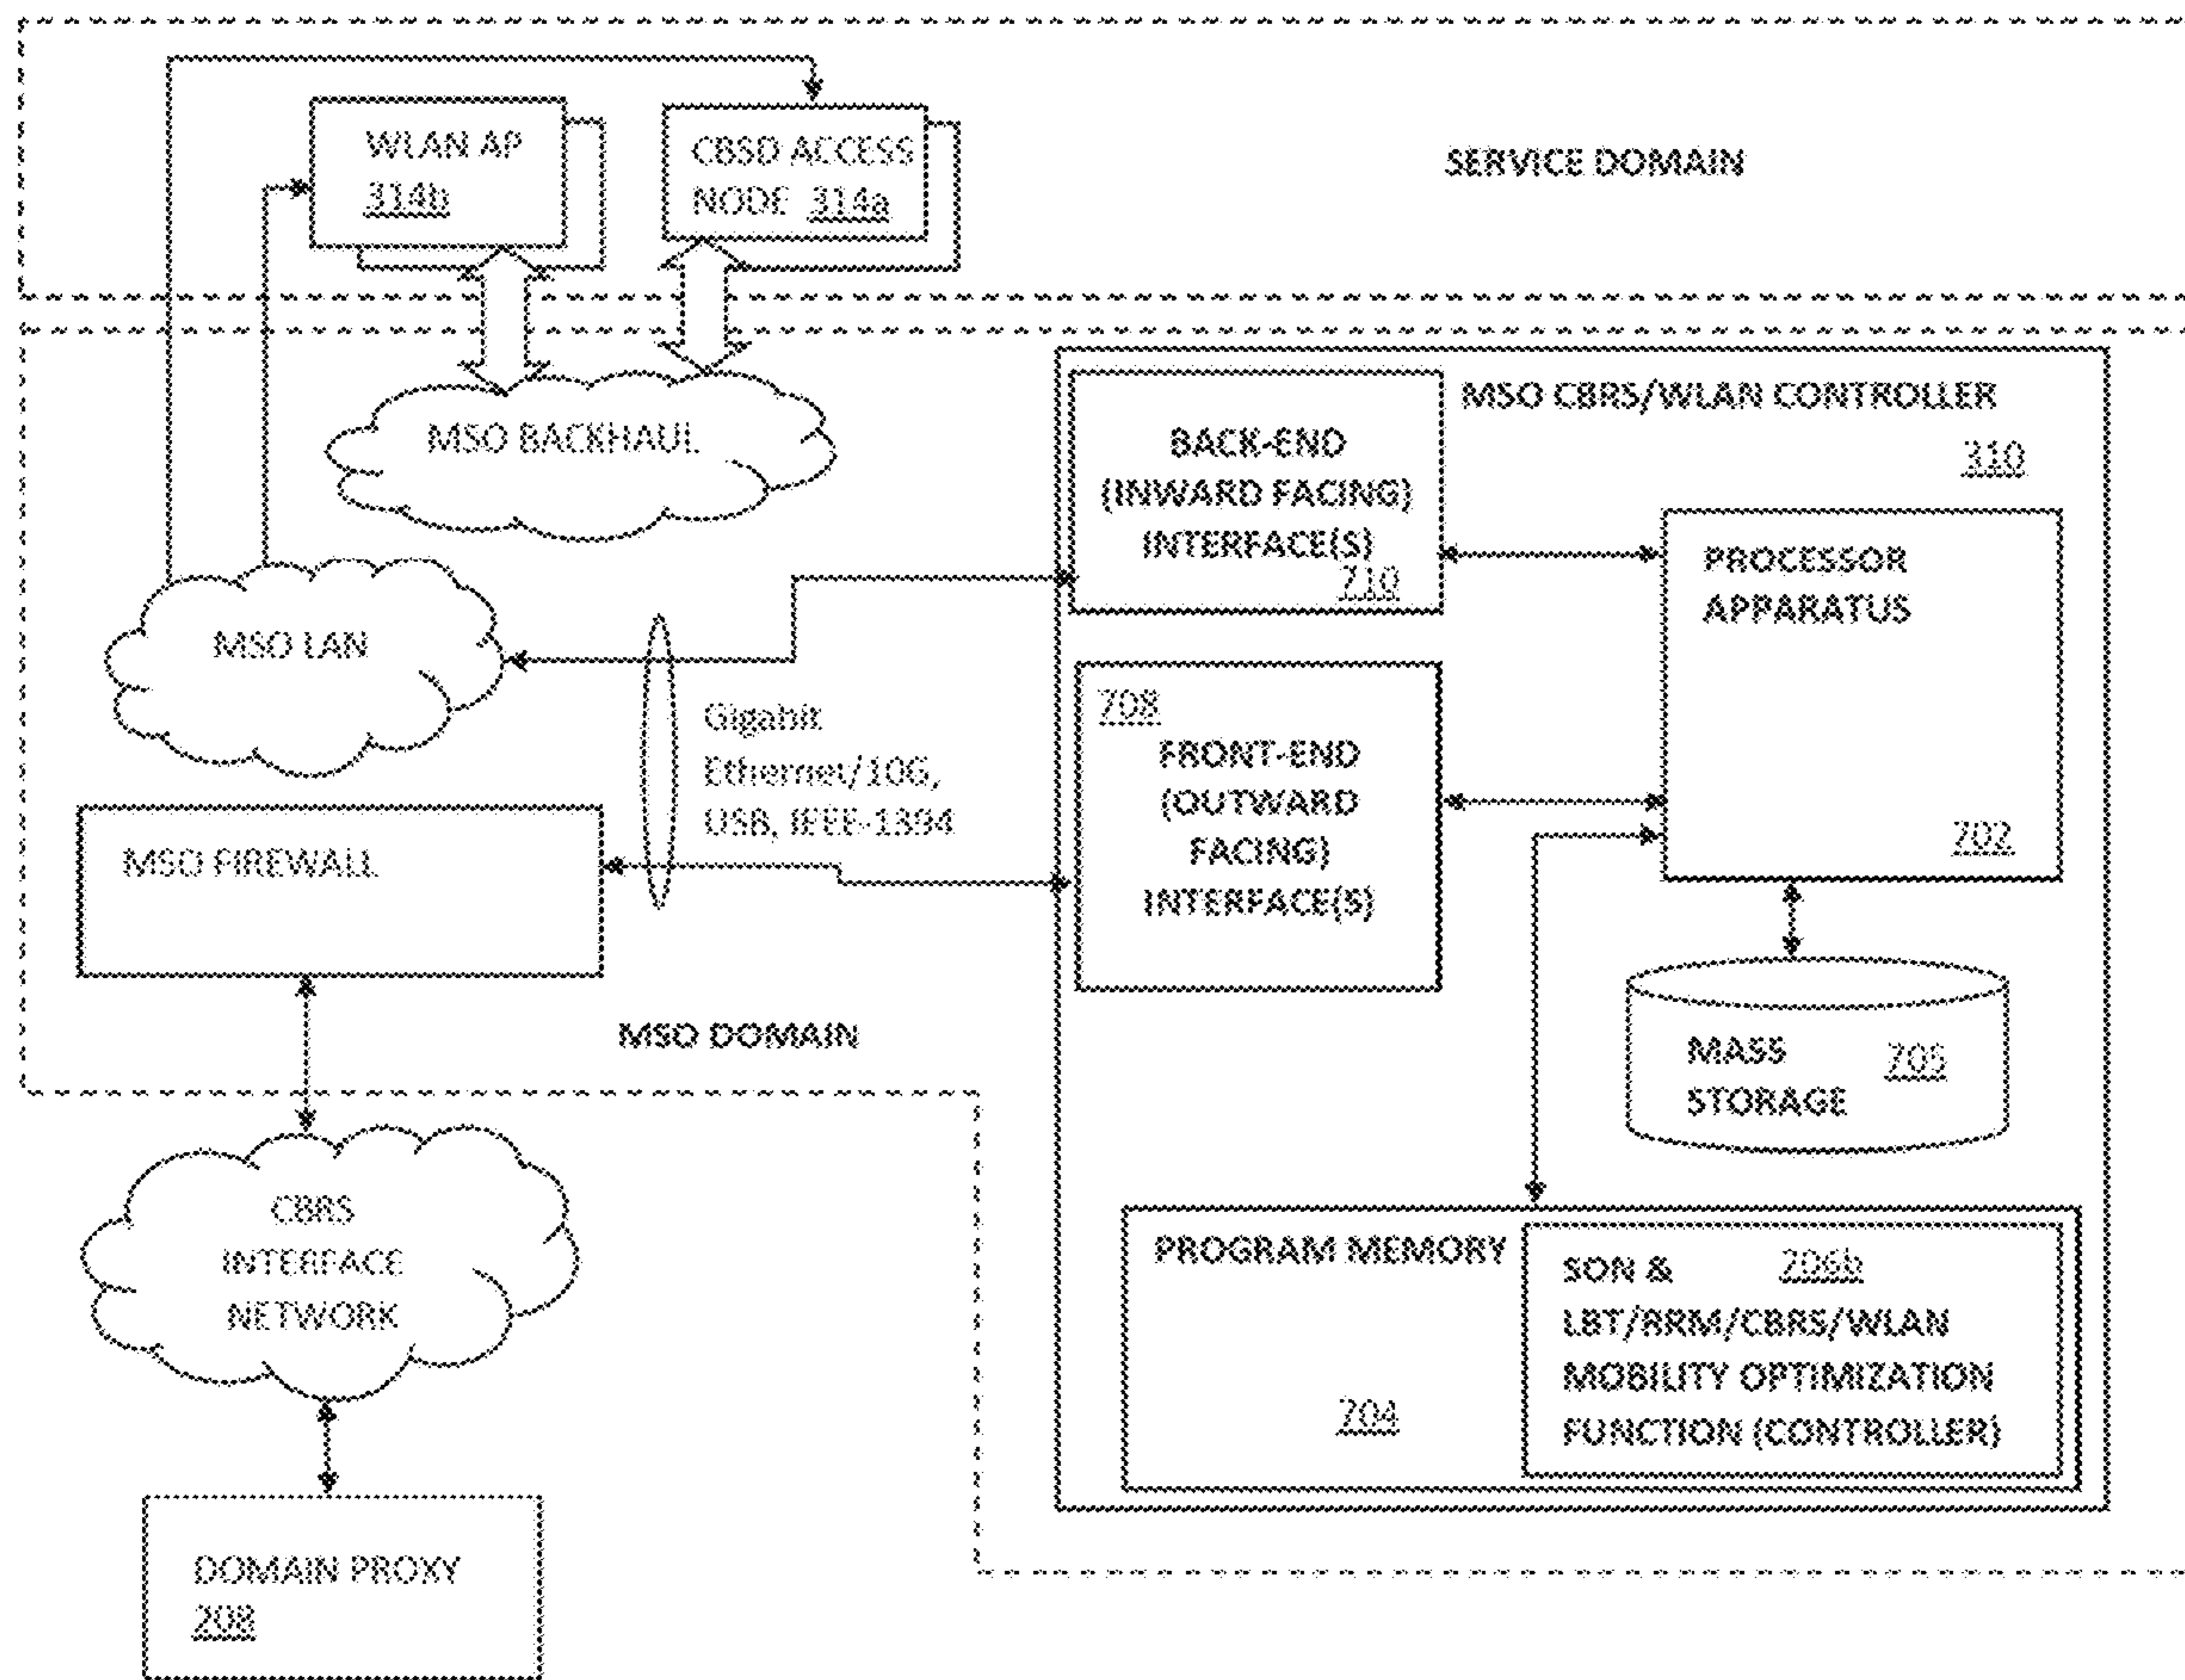 WLAN AP
314b
CBSD ACCESS
NODE 314a
SERVICE DOMAIN
MSO BACKHAUL
MSO CBRS/WLAN CONTROLLER
310
BACK-END
(INWARD FACING)
INTERFACE(S)
710
PROCESSOR
APPARATUS
702
MSO LAN
Gigabit
Ethernet/10G,
USB, IEEE-1394
708
FRONT-END
(OUTWARD
FACING)
INTERFACE(S)
MSO FIREWALL
MSO DOMAIN
MASS
STORAGE
705
CBRS
INTERFACE
NETWORK
PROGRAM MEMORY
704
SON & 706b
LBT/RRM/CBRS/WLAN
MOBILITY OPTIMIZATION
FUNCTION (CONTROLLER)
DOMAIN PROXY
208